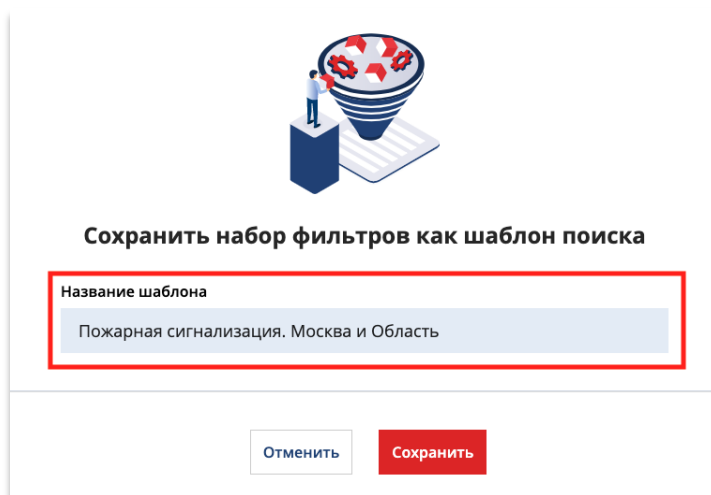 Сохранить набор фильтров как шаблон поиска
Название шаблона
Пожарная сигнализация. Москва и Область
Отменить
Сохранить